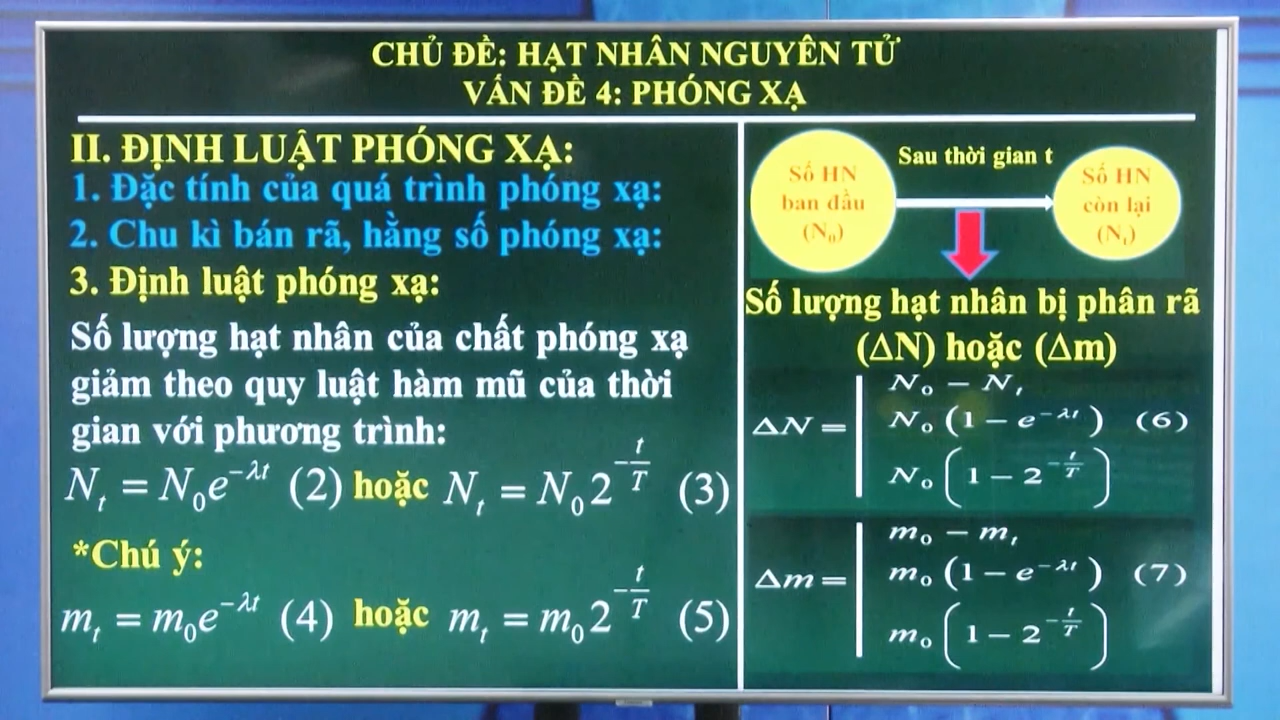 CHỦ ĐỀ: HẠT NHÂN NGUYÊN TỬ
VẤN ĐỀ 4: PHÓNG XẠ
II. ĐỊNH LUẬT PHÓNG XẠ:
1. Đặc tính của quá trình phóng xạ:
2. Chu kì bán rã, hằng số phóng xạ:
3. Định luật phóng xạ:
Số lượng hạt nhân của chất phóng xạ
giảm theo quy luật hàm mũ của thời
gian với phương trình:
N_t = N_0 e^{-λt} (2) hoặc N_t = N_0 2^{-t/T} (3)
*Chú ý:
m_t = m_0 e^{-λt} (4) hoặc m_t = m_0 2^{-t/T} (5)
Số HN
ban đầu
(N_0)
Sau thời gian t
Số HN
còn lại
(N_t)
Số lượng hạt nhân bị phân rã
(ΔN) hoặc (Δm)
N_0 - N_t
ΔN = | N_0 (1 - e^{-λt}) (6)
N_0 (1 - 2^{-t/T})
m_0 - m_t
Δm = | m_0 (1 - e^{-λt}) (7)
m_0 (1 - 2^{-t/T})